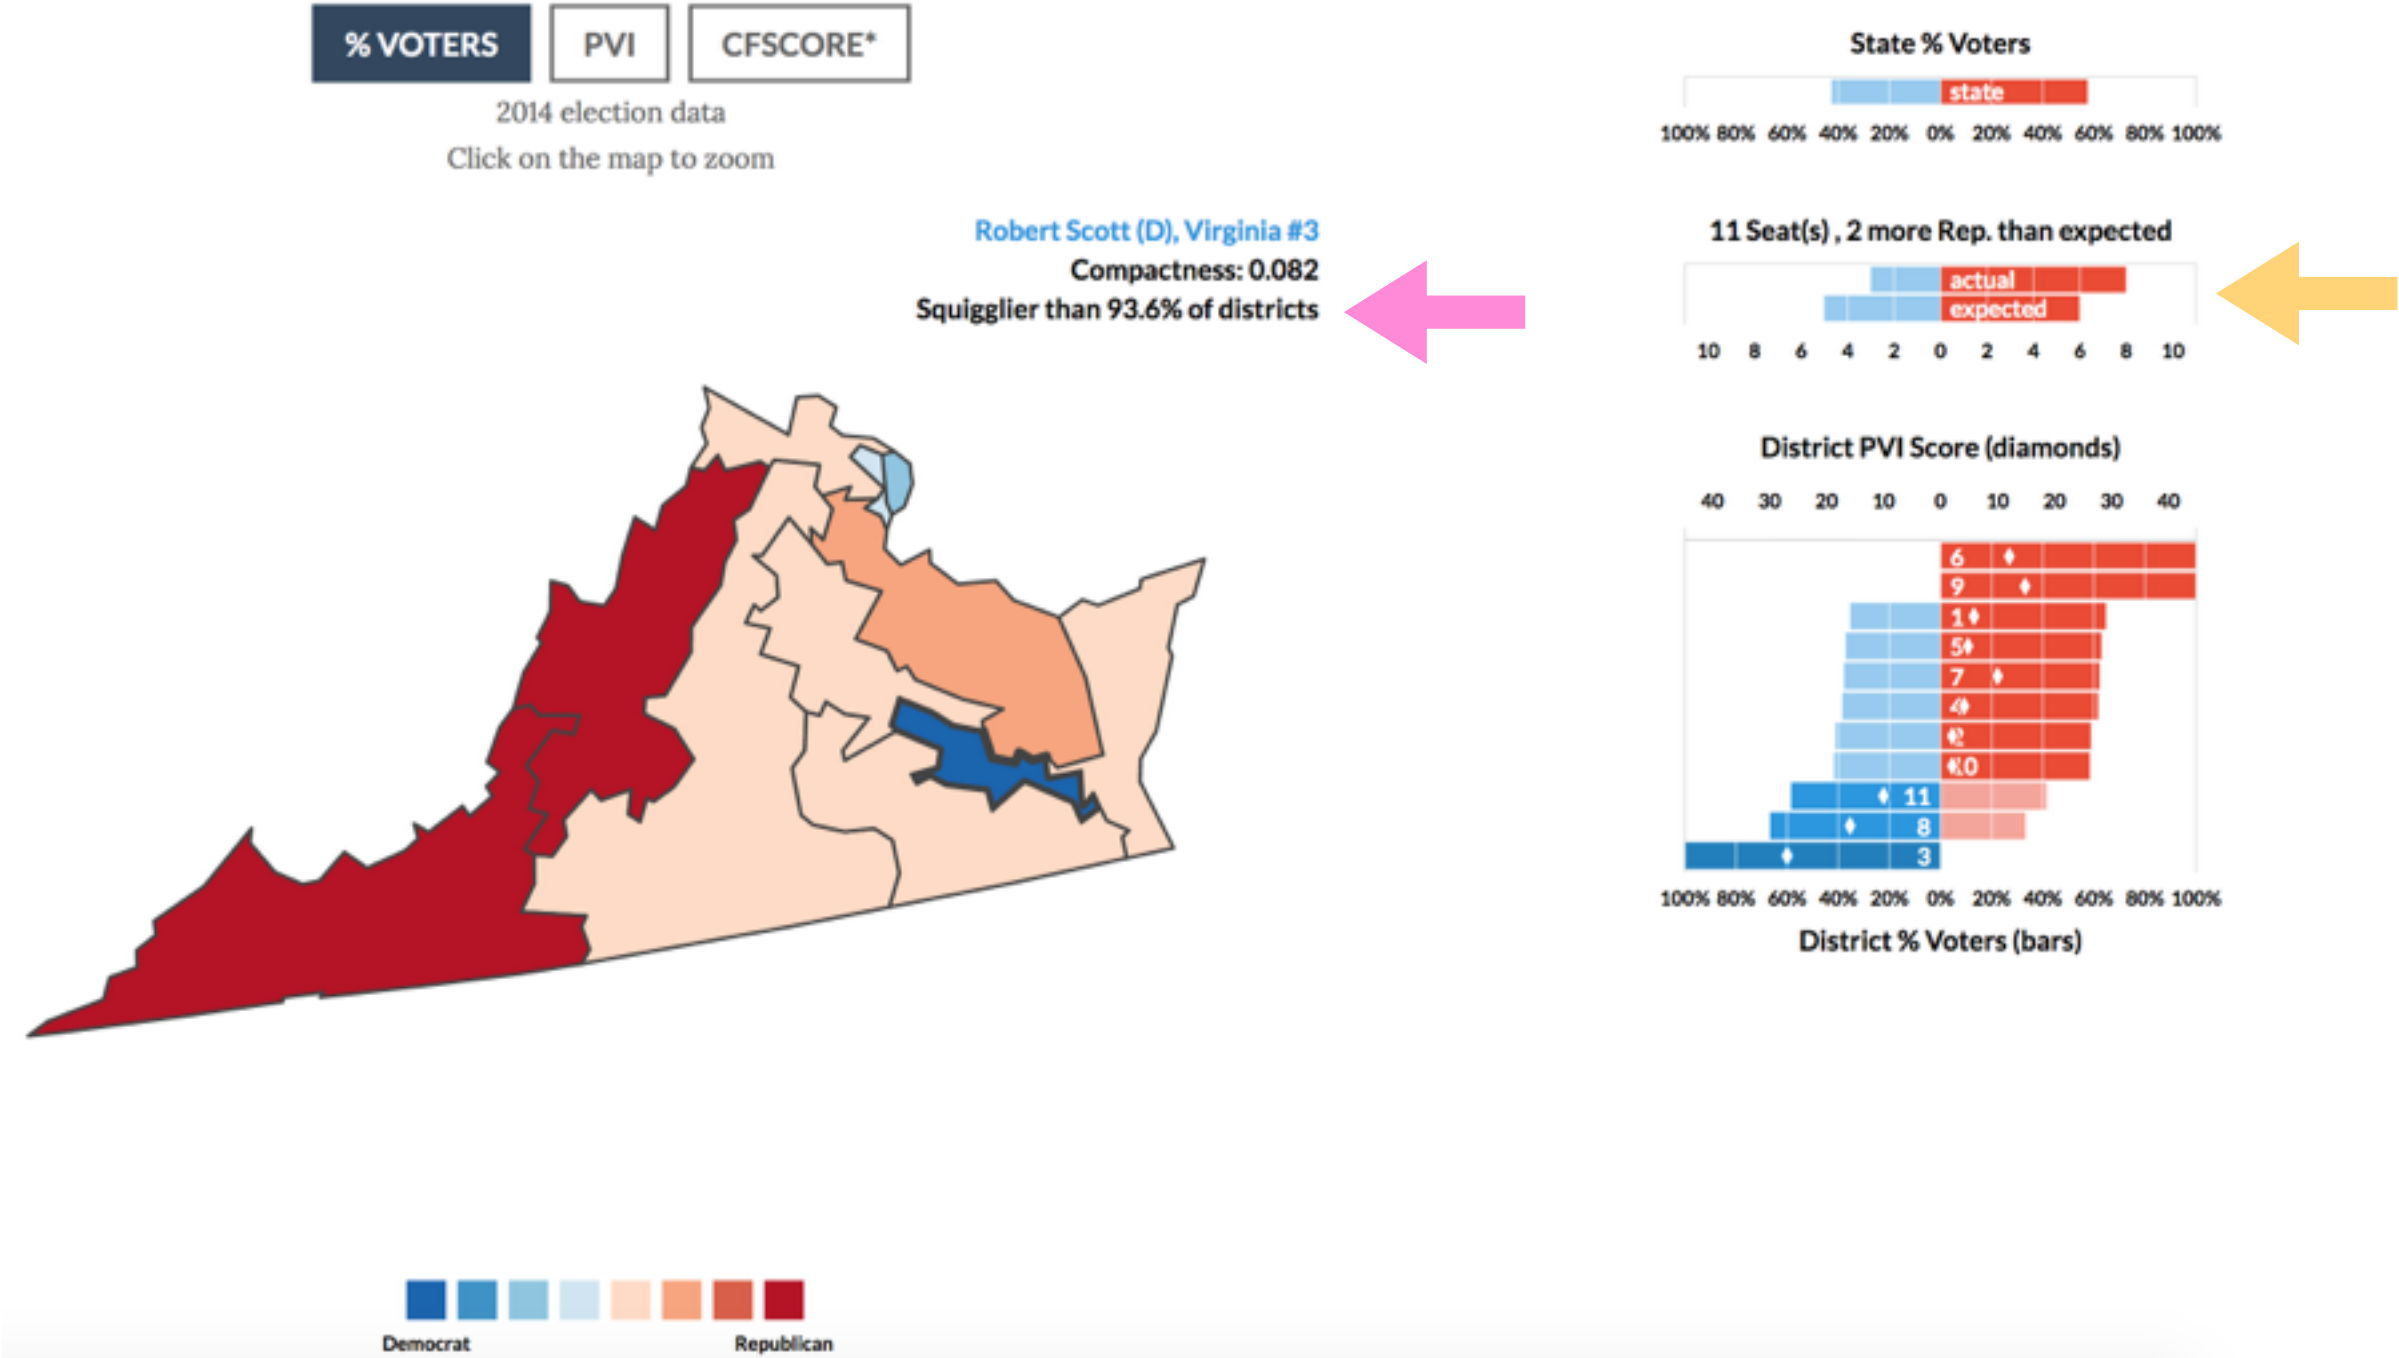 % VOTERS PVI CFSCORE*
2014 election data
Click on the map to zoom
Robert Scott (D), Virginia #3
Compactness: 0.082
Squigglier than 93.6% of districts
Democrat Republican
State % Voters
state
100% 80% 60% 40% 20% 0% 20% 40% 60% 80% 100%
11 Seat(s) , 2 more Rep. than expected
actual
expected
10 8 6 4 2 0 2 4 6 8 10
District PVI Score (diamonds)
40 30 20 10 0 10 20 30 40
6
9
1
5
7
4
2
10
11
8
3
100% 80% 60% 40% 20% 0% 20% 40% 60% 80% 100%
District % Voters (bars)